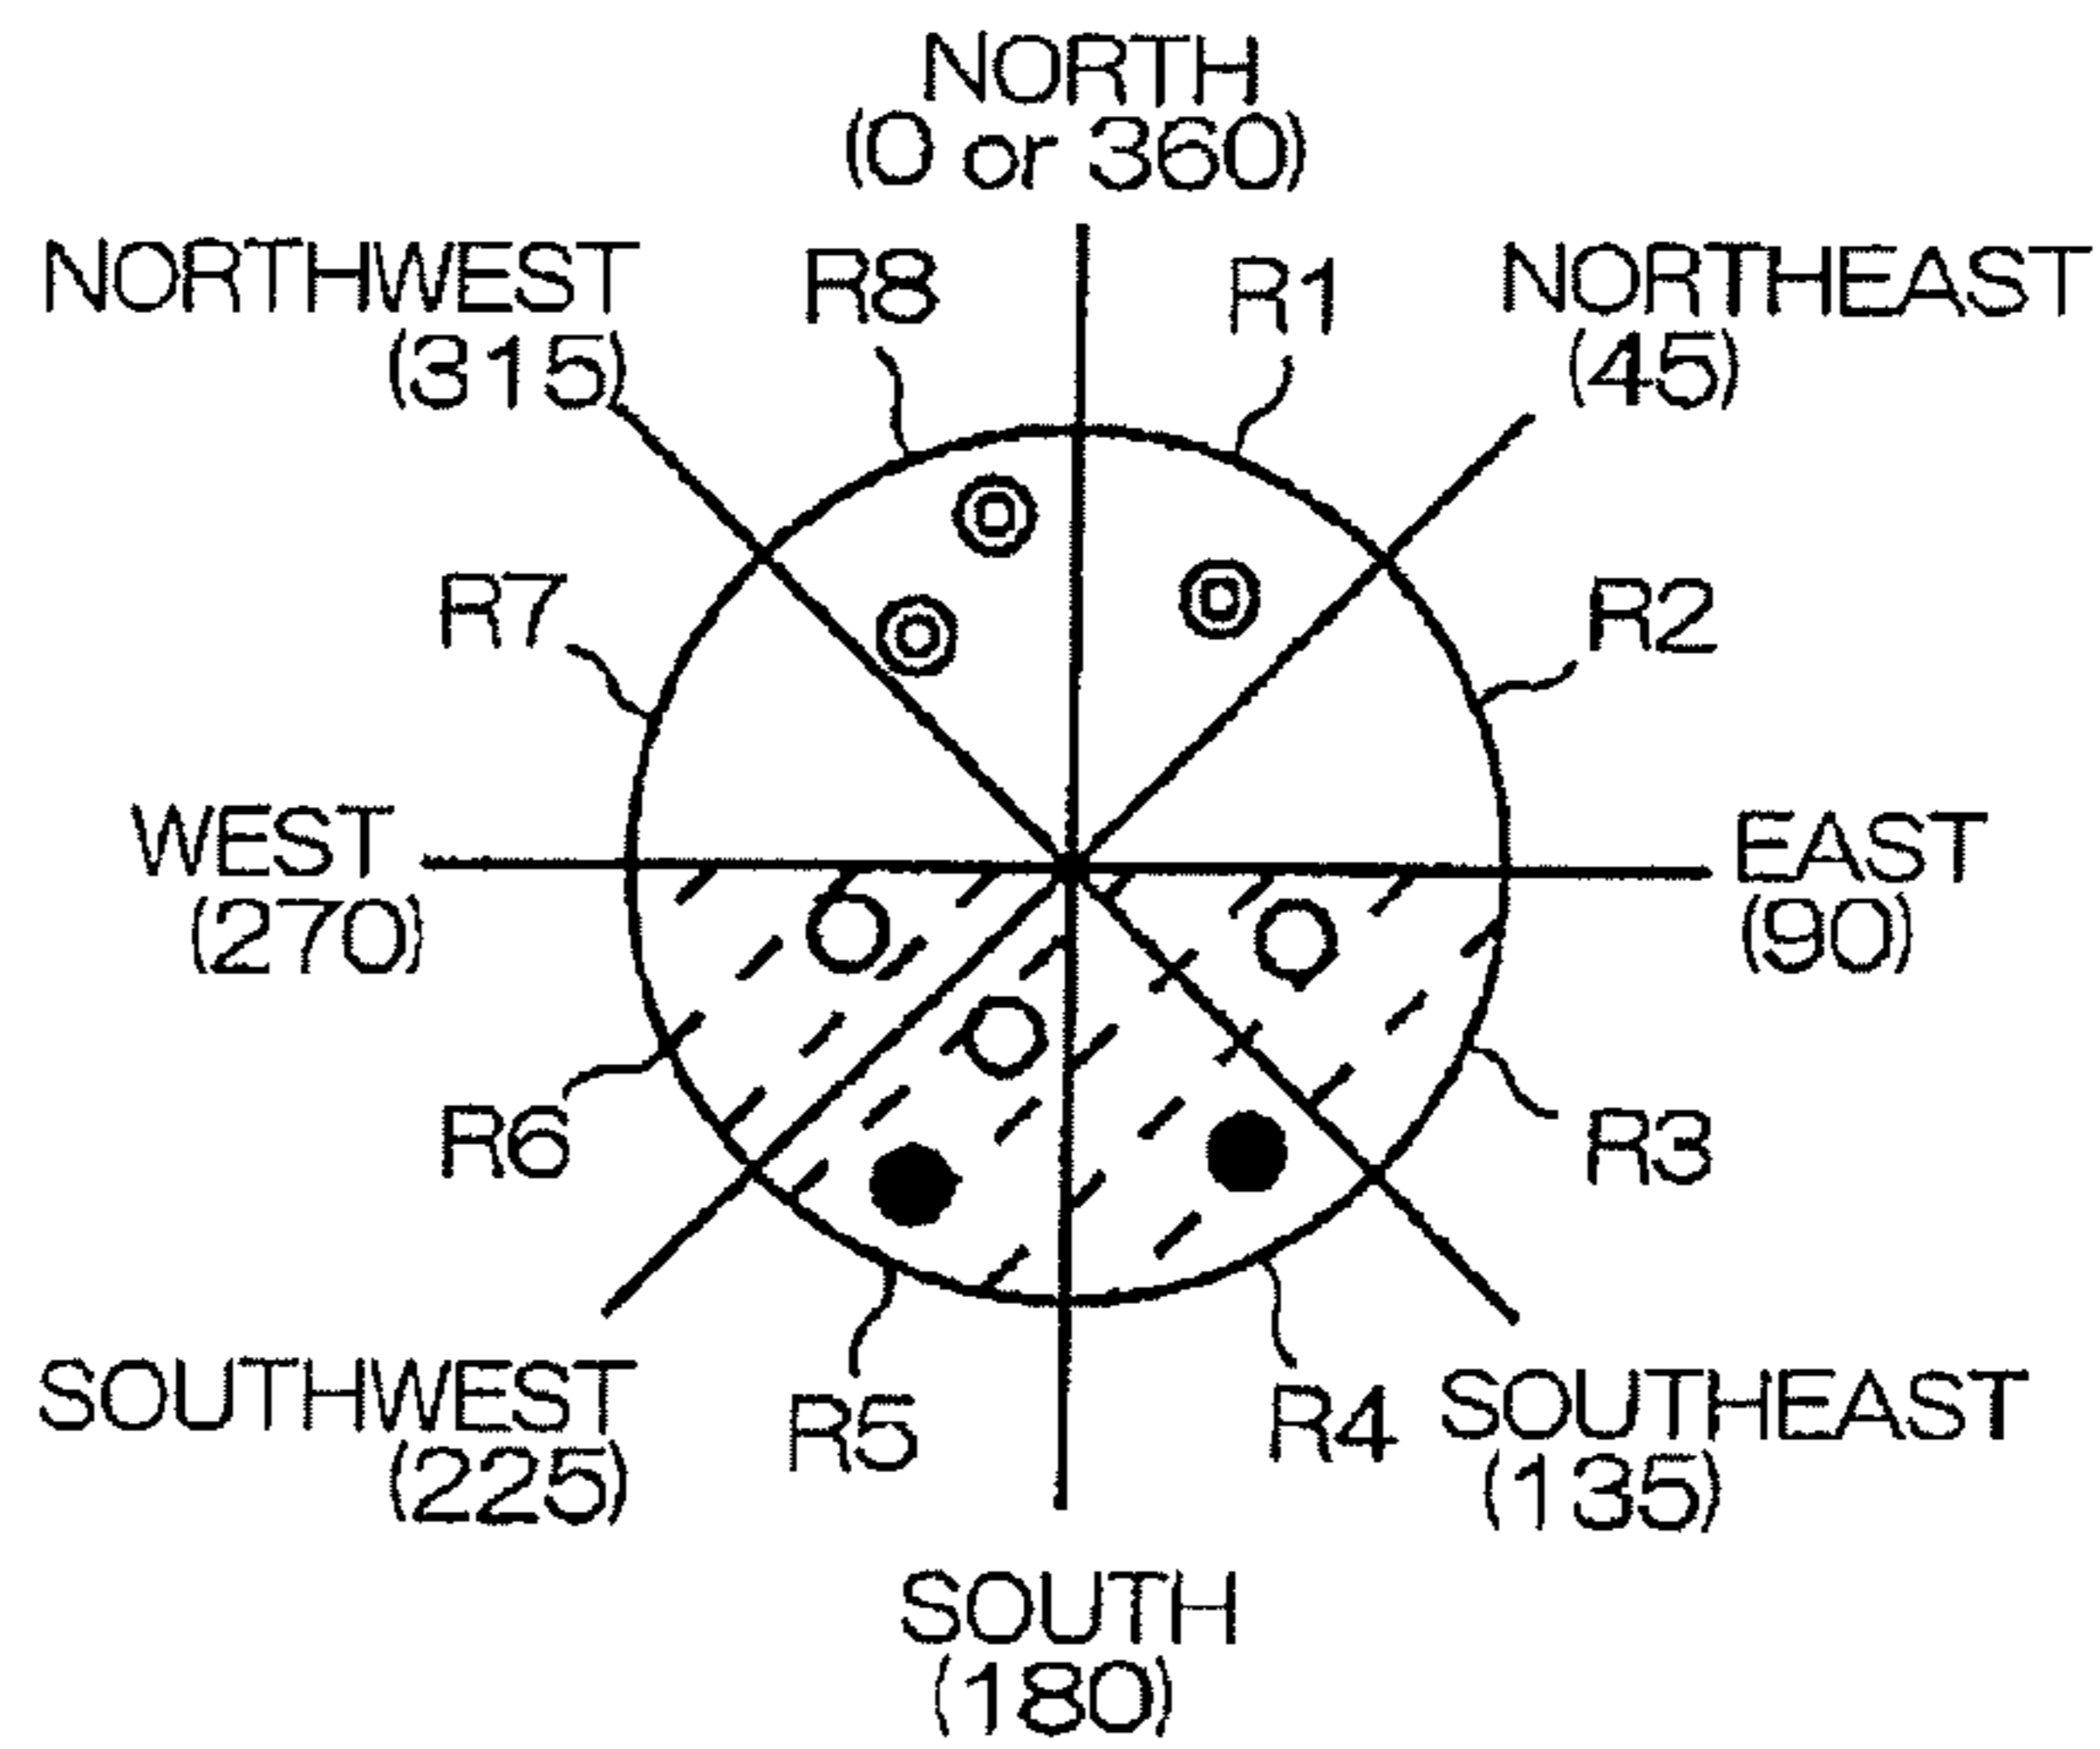 NORTH
(0 or 360)
NORTHWEST
(315)
R8
R1
NORTHEAST
(45)
R7
R2
WEST
(270)
EAST
(90)
R6
R3
SOUTHWEST
(225)
R5
R4
SOUTHEAST
(135)
SOUTH
(180)